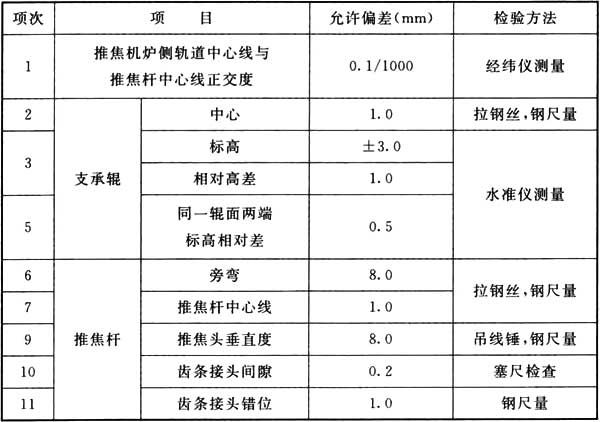 项次 项 目 允许偏差(mm) 检验方法
1 推焦机炉侧轨道中心线与
推焦杆中心线正交度 0.1/1000 经纬仪测量
2 支承辊 中心 1.0 拉钢丝,钢尺量
3 标高 ±3.0 水准仪测量
相对高差 1.0
5 同一辊面两端
标高相对差 0.5
6 推焦杆 旁弯 8.0 拉钢丝,钢尺量
7 推焦杆中心线 1.0
9 推焦头垂直度 8.0 吊线锤,钢尺量
10 齿条接头间隙 0.2 塞尺检查
11 齿条接头错位 1.0 钢尺量